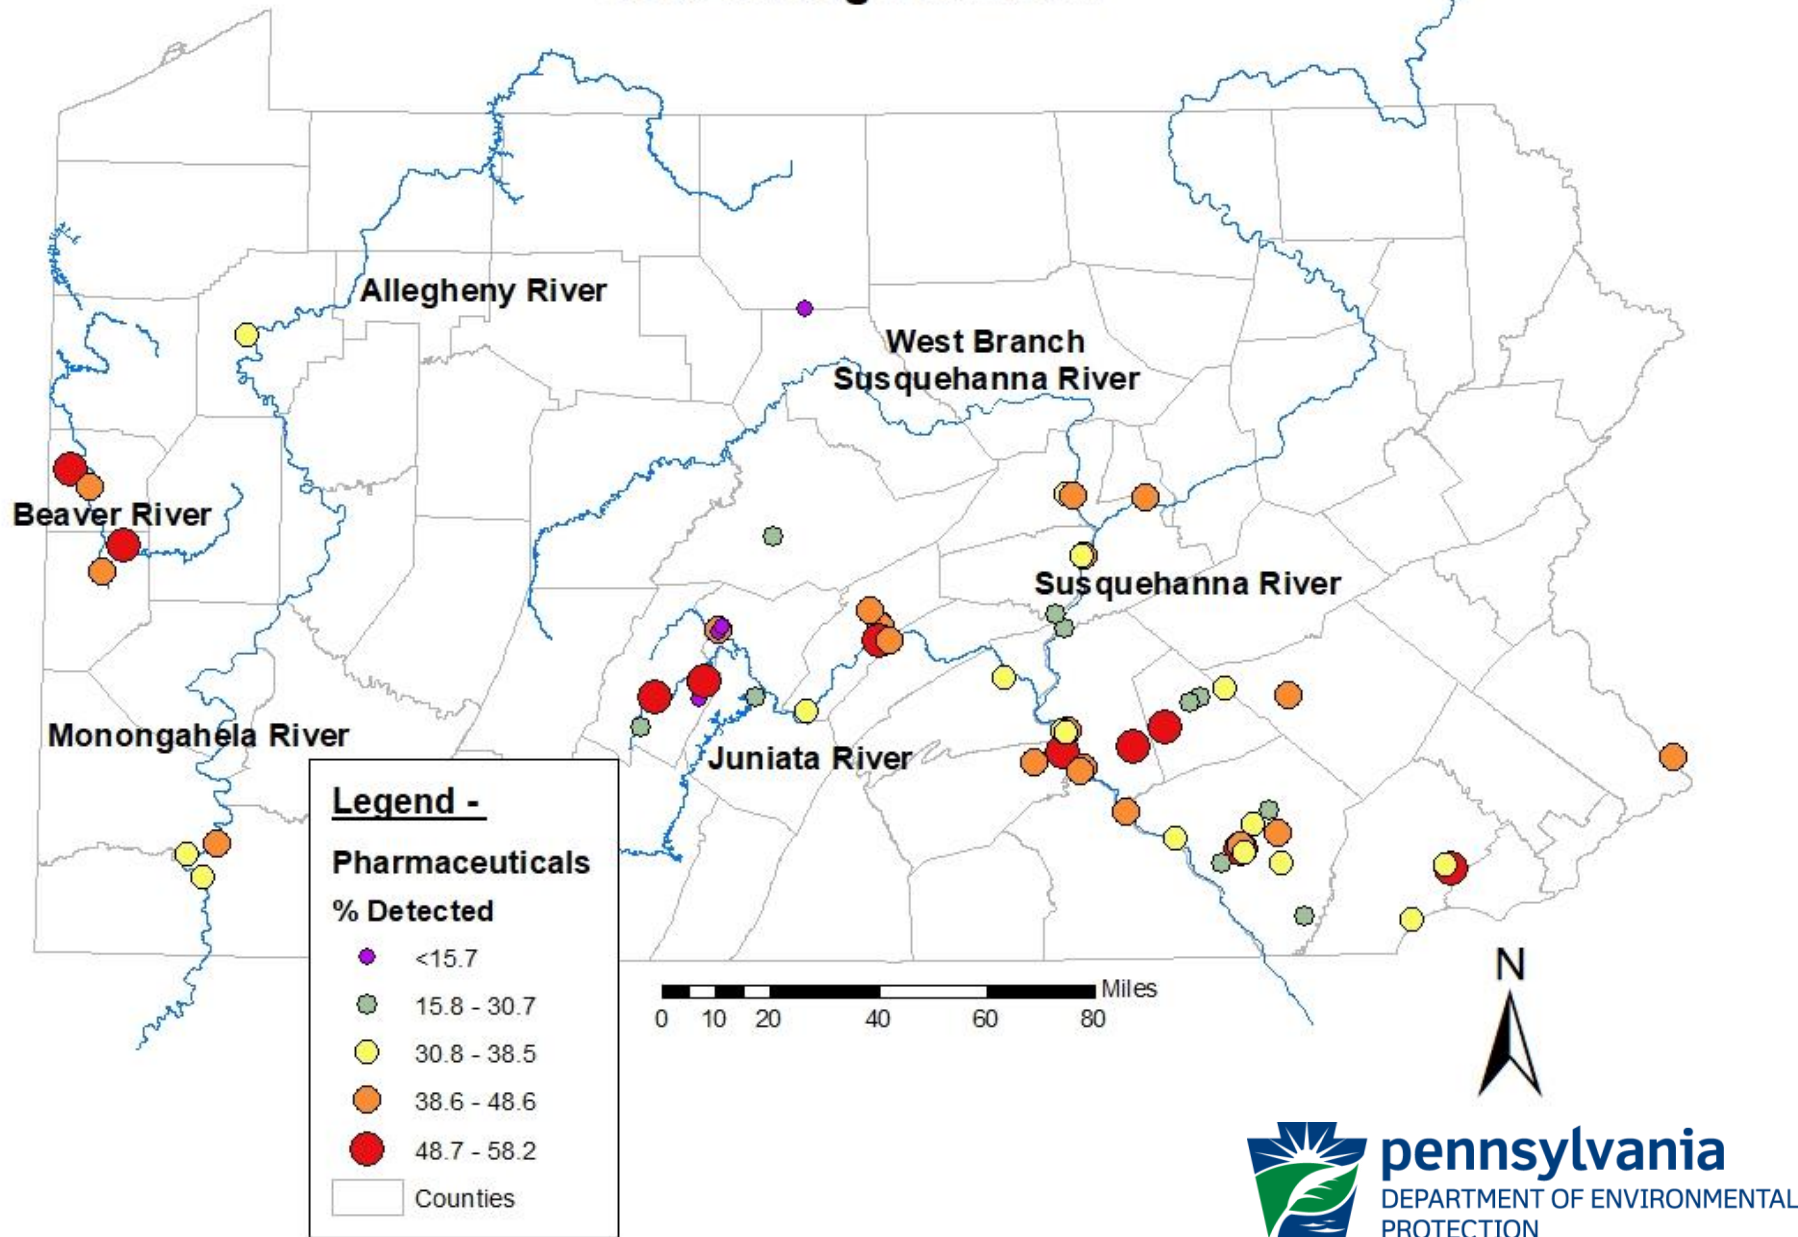 Allegheny River
West Branch
Susquehanna River
Beaver River
Susquehanna River
Monongahela River
Juniata River
Legend -
Pharmaceuticals
% Detected
<15.7
15.8 - 30.7
30.8 - 38.5
38.6 - 48.6
48.7 - 58.2
Counties
Miles
0 10 20 40 60 80
N
pennsylvania
DEPARTMENT OF ENVIRONMENTAL
PROTECTION